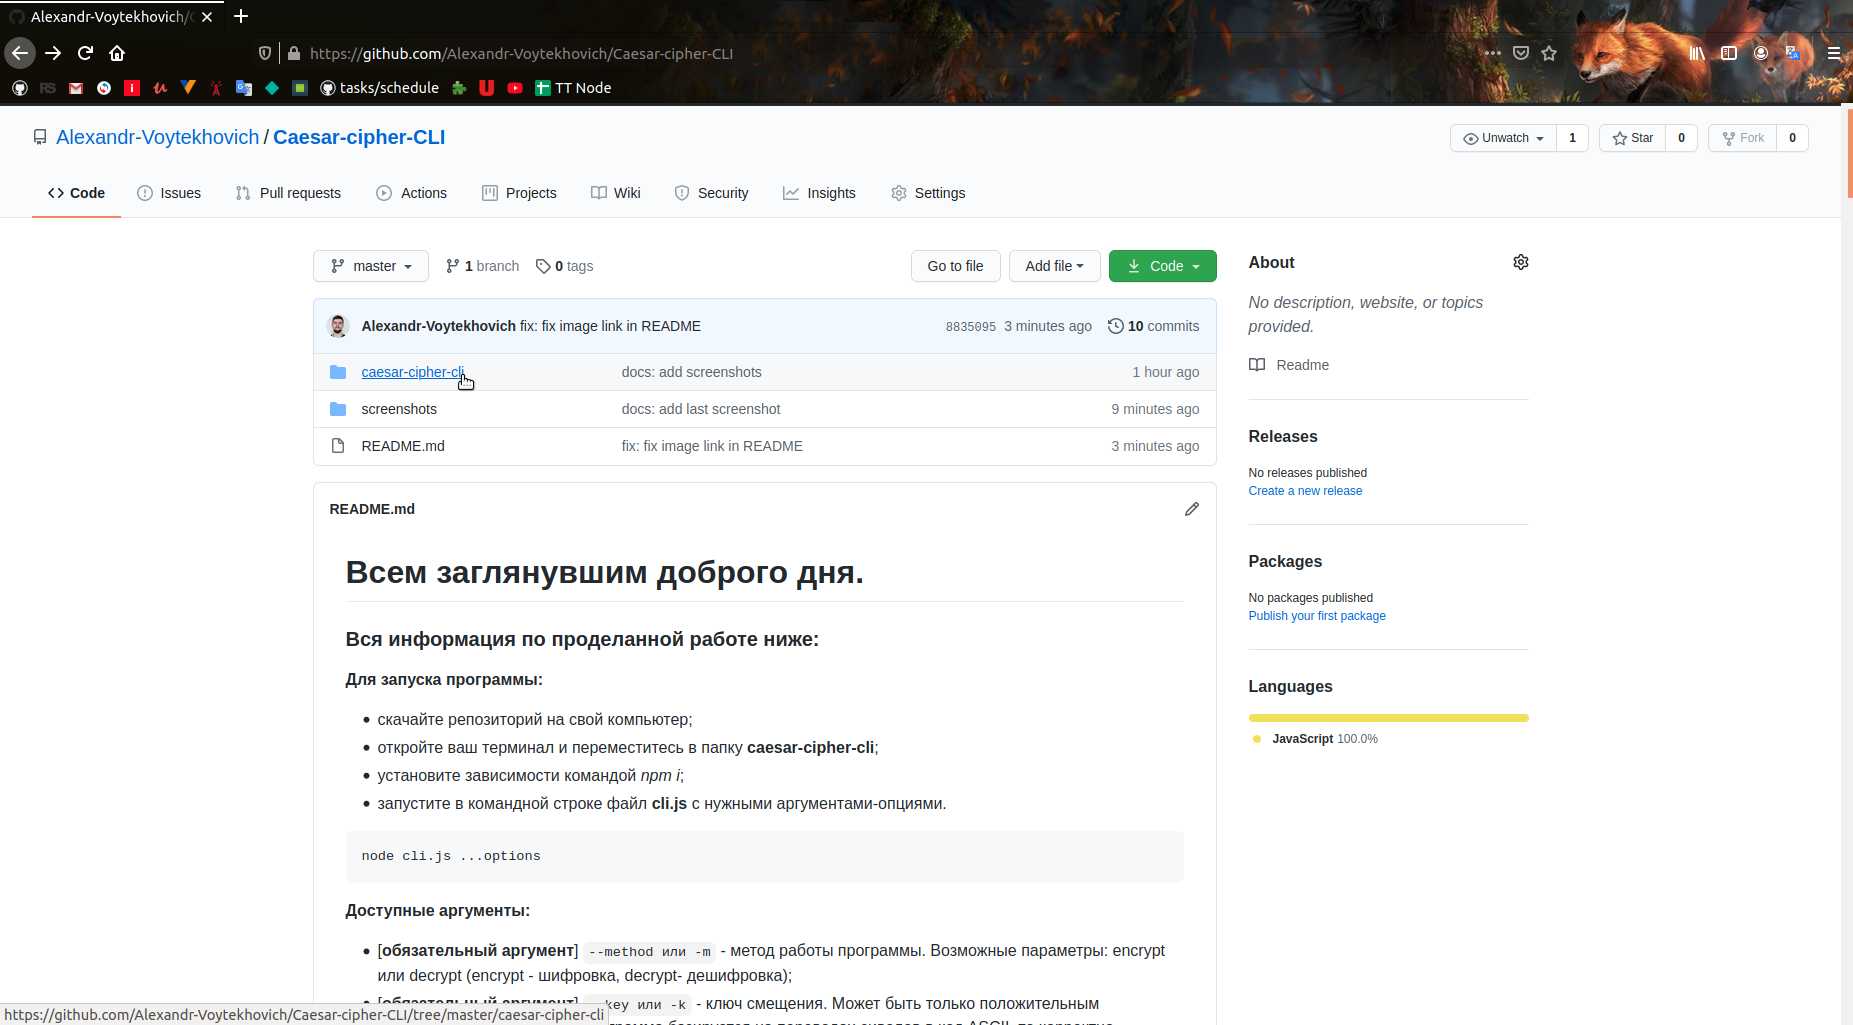 Alexandr-Voytekhovich/
https://github.com/Alexandr-Voytekhovich/Caesar-cipher-CLI
RS
tasks/schedule
TT Node
Alexandr-Voytekhovich / Caesar-cipher-CLI
Unwatch 1
Star 0
Fork 0
Code
Issues
Pull requests
Actions
Projects
Wiki
Security
Insights
Settings
master
1 branch
0 tags
Go to file
Add file
Code
Alexandr-Voytekhovich fix: fix image link in README
8835095 3 minutes ago
10 commits
caesar-cipher-cli
docs: add screenshots
1 hour ago
screenshots
docs: add last screenshot
9 minutes ago
README.md
fix: fix image link in README
3 minutes ago
README.md
Всем заглянувшим доброго дня.
Вся информация по проделанной работе ниже:
Для запуска программы:
скачайте репозиторий на свой компьютер;
откройте ваш терминал и переместитесь в папку caesar-cipher-cli;
установите зависимости командой npm i;
запустите в командной строке файл cli.js с нужными аргументами-опциями.
node cli.js ...options
Доступные аргументы:
[обязательный аргумент] --method или -m - метод работы программы. Возможные параметры: encrypt
или decrypt (encrypt - шифровка, decrypt- дешифровка);
[обязательный аргумент] --key или -k - ключ смещения. Может быть только положительным
About
No description, website, or topics
provided.
Readme
Releases
No releases published
Create a new release
Packages
No packages published
Publish your first package
Languages
JavaScript 100.0%
https://github.com/Alexandr-Voytekhovich/Caesar-cipher-CLI/tree/master/caesar-cipher-cli